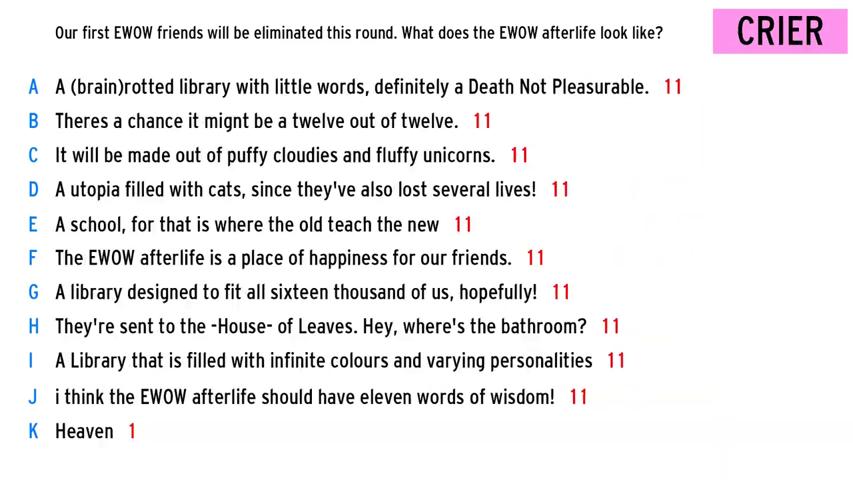 Our first EWOW friends will be eliminated this round. What does the EWOW afterlife look like?
CRIER
A A (brain)rotted library with little words, definitely a Death Not Pleasurable. 11
B Theres a chance it mignt be a twelve out of twelve. 11
C It will be made out of puffy cloudies and fluffy unicorns. 11
D A utopia filled with cats, since they've also lost several lives! 11
E A school, for that is where the old teach the new 11
F The EWOW afterlife is a place of happiness for our friends. 11
G A library designed to fit all sixteen thousand of us, hopefully! 11
H They're sent to the -House- of Leaves. Hey, where's the bathroom? 11
I A Library that is filled with infinite colours and varying personalities 11
J i think the EWOW afterlife should have eleven words of wisdom! 11
K Heaven 1